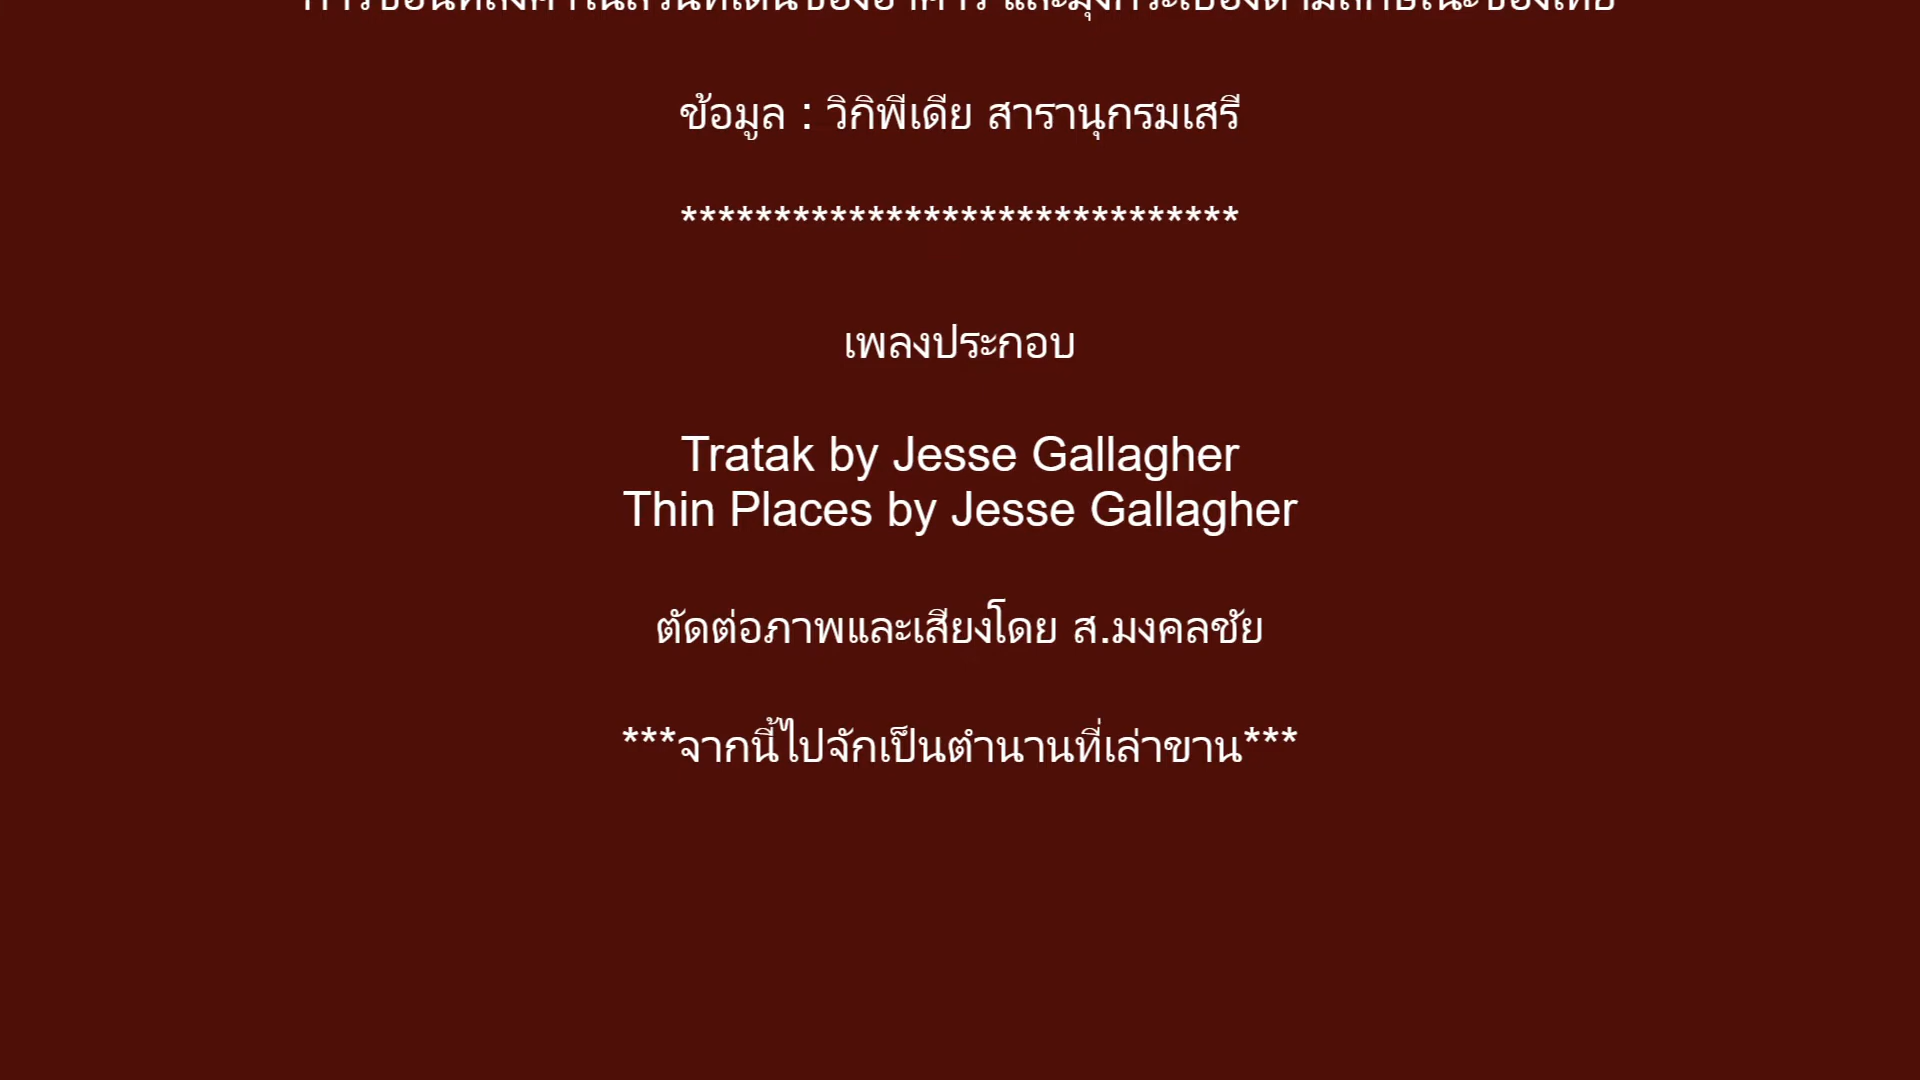 ข้อมูล : วิกิพีเดีย สารานุกรมเสรี
******************************
เพลงประกอบ
Tratak by Jesse Gallagher
Thin Places by Jesse Gallagher
ตัดต่อภาพและเสียงโดย ส.มงคลชัย
***จากนี้ไปจักเป็นตำนานที่เล่าขาน***